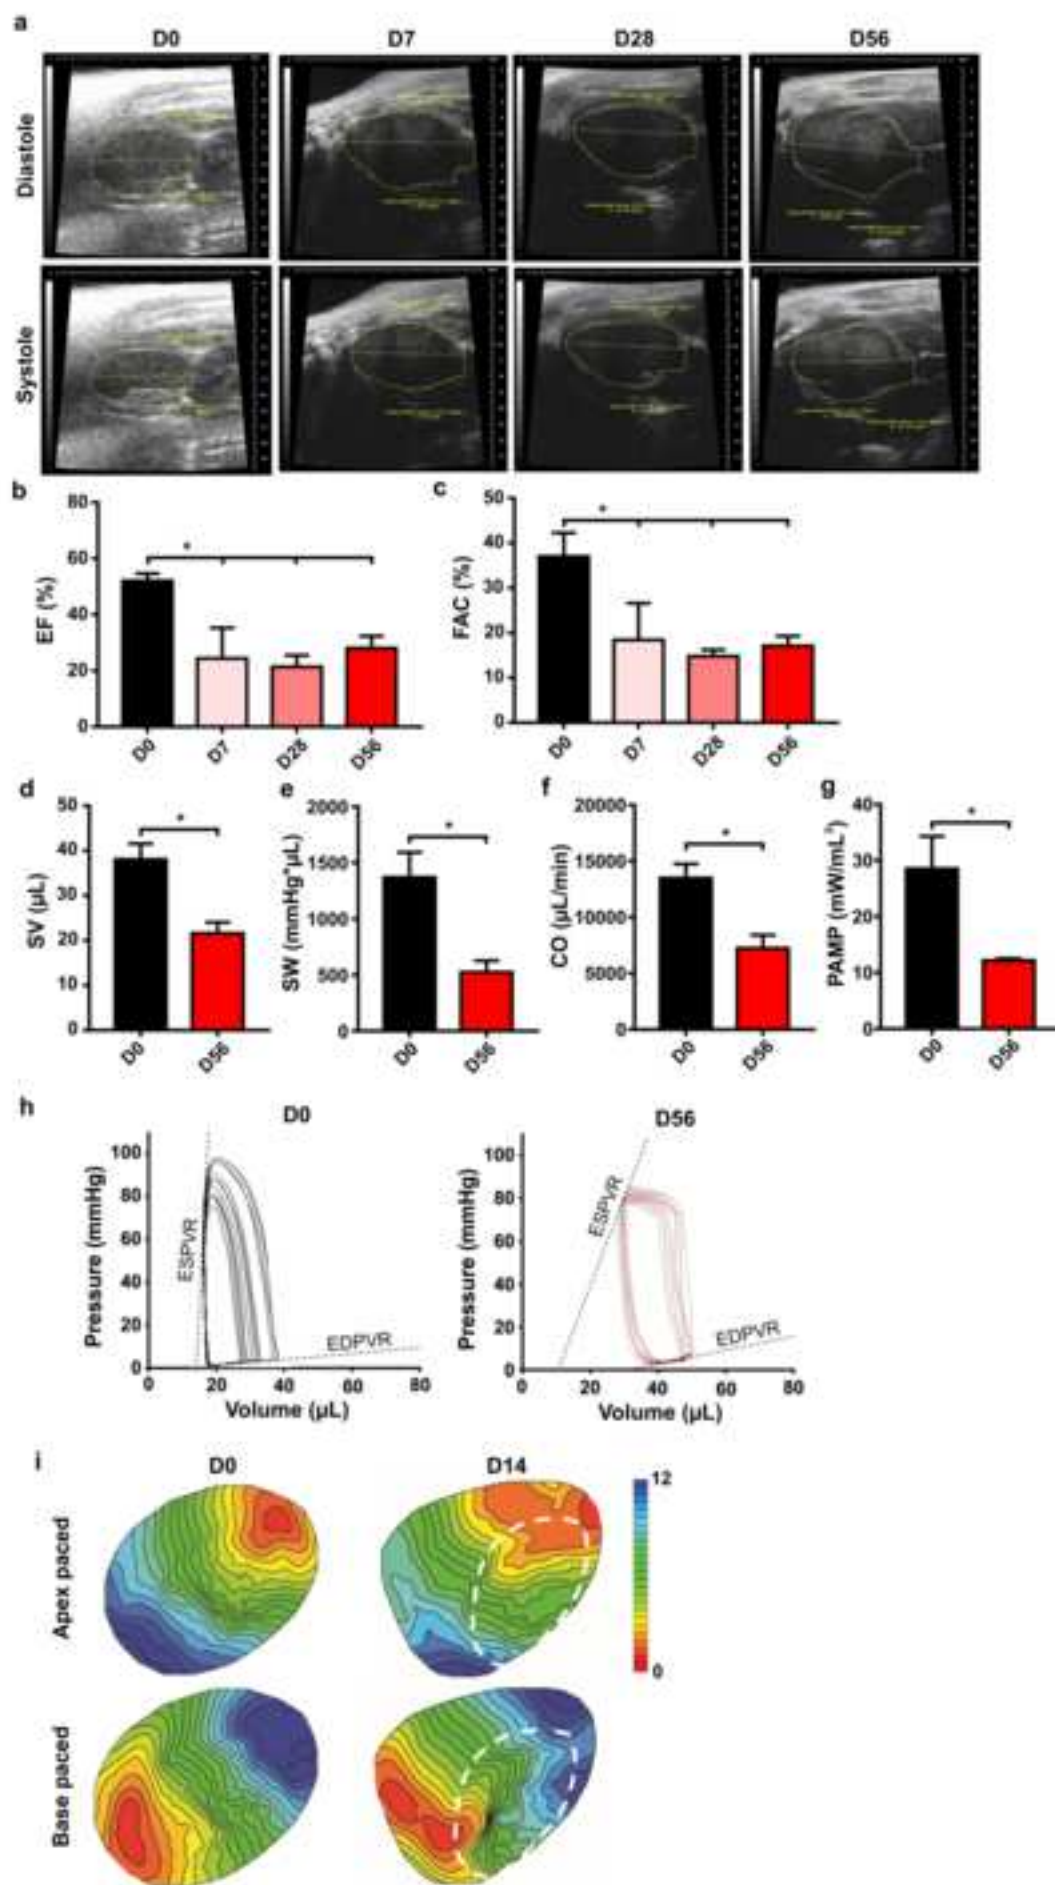 a
D0 D7 D28 D56
Diastole
Systole
b
EF (%)
80
60
40
20
0
*
D0 D7 D28 D56
c
FAC (%)
50
40
30
20
10
0
*
D0 D7 D28 D56
d
SV (µL)
50
40
30
20
10
0
*
D0 D56
e
SW (mmHg*µL)
2000
1500
1000
500
0
*
D0 D56
f
CO (µL/min)
20000
15000
10000
5000
0
*
D0 D56
g
PAMP (mW/mL²)
40
30
20
10
0
*
D0 D56
h
D0
Pressure (mmHg)
100
80
60
40
20
0
ESPVR
EDPVR
0 20 40 60 80
Volume (µL)
D56
Pressure (mmHg)
100
80
60
40
20
0
ESPVR
EDPVR
0 20 40 60 80
Volume (µL)
i
D0 D14
Apex paced
Base paced
12
0